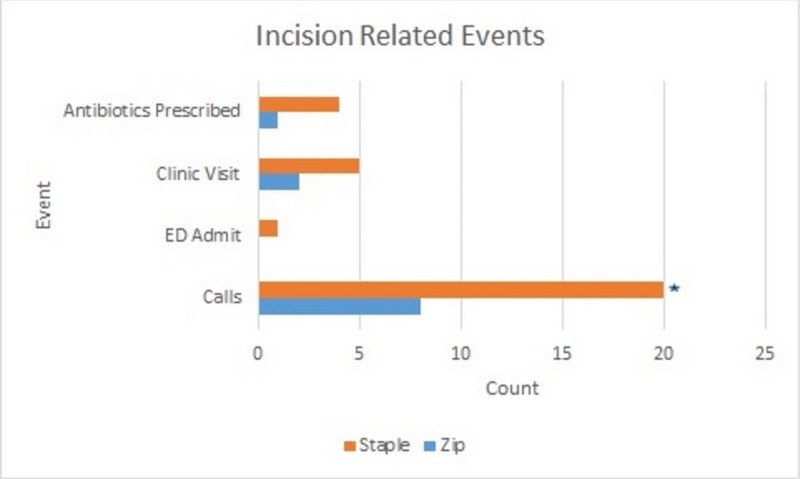 Incision Related Events
Antibiotics Prescribed
Clinic Visit
ED Admit
Calls
Event
*
0 5 10 15 20 25
Count
Staple Zip